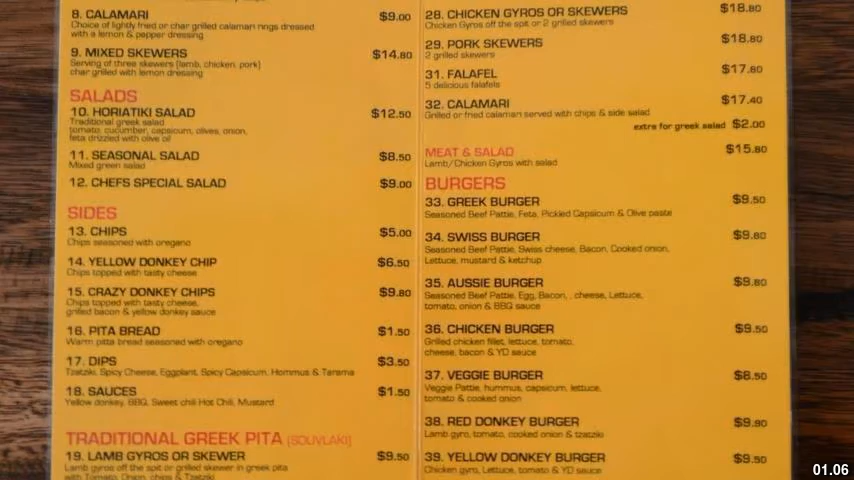 8. CALAMARI $9.00
Choice of lightly fried or char grilled calamari rings dressed
with a lemon & pepper dressing
9. MIXED SKEWERS $14.80
Serving of three skewers (lamb, chicken, pork)
char grilled with lemon dressing
SALADS
10. HORIATIKI SALAD $12.50
Traditional greek salad
tomato, cucumber, capsicum, olives, onion,
feta drizzled with olive oil
11. SEASONAL SALAD $8.50
Mixed green salad
12. CHEFS SPECIAL SALAD $9.00
SIDES
13. CHIPS $5.00
Chips seasoned with oregano
14. YELLOW DONKEY CHIP $6.50
Chips topped with tasty cheese
15. CRAZY DONKEY CHIPS $9.80
Chips topped with tasty cheese,
grilled bacon & yellow donkey sauce
16. PITA BREAD $1.50
Warm pitta bread seasoned with oregano
17. DIPS $3.50
Tzatziki, Spicy Cheese, Eggplant, Spicy Capsicum, Hommus & Tarama
18. SAUCES $1.50
Yellow donkey, BBQ, Sweet chili Hot Chili, Mustard
TRADITIONAL GREEK PITA (SOUVLAKI)
19. LAMB GYROS OR SKEWER $9.50
Lamb gyros off the spit or grilled skewer in greek pita
with Tomato, Onion, chips & Tzatziki
28. CHICKEN GYROS OR SKEWERS $18.80
Chicken Gyros off the spit or 2 grilled skewers
29. PORK SKEWERS $18.80
2 grilled skewers
31. FALAFEL $17.80
5 delicious falafels
32. CALAMARI $17.40
Grilled or fried calamari served with chips & side salad
extra for greek salad $2.00
MEAT & SALAD $15.80
Lamb/Chicken Gyros with salad
BURGERS
33. GREEK BURGER $9.50
Seasoned Beef Pattie, Feta, Pickled Capsicum & Olive paste
34. SWISS BURGER $9.80
Seasoned Beef Pattie, Swiss cheese, Bacon, Cooked onion,
Lettuce, mustard & ketchup
35. AUSSIE BURGER $9.80
Seasoned Beef Pattie, Egg, Bacon, , cheese, Lettuce,
tomato, onion & BBQ sauce
36. CHICKEN BURGER $9.50
Grilled chicken fillet, lettuce, tomato,
cheese, bacon & YD sauce
37. VEGGIE BURGER $8.50
Veggie Pattie, hummus, capsicum, lettuce,
tomato & cooked onion
38. RED DONKEY BURGER $9.90
Lamb gyro, tomato, cooked onion & tzatziki
39. YELLOW DONKEY BURGER $9.50
Chicken gyro, Lettuce, tomato & YD sauce
01.06